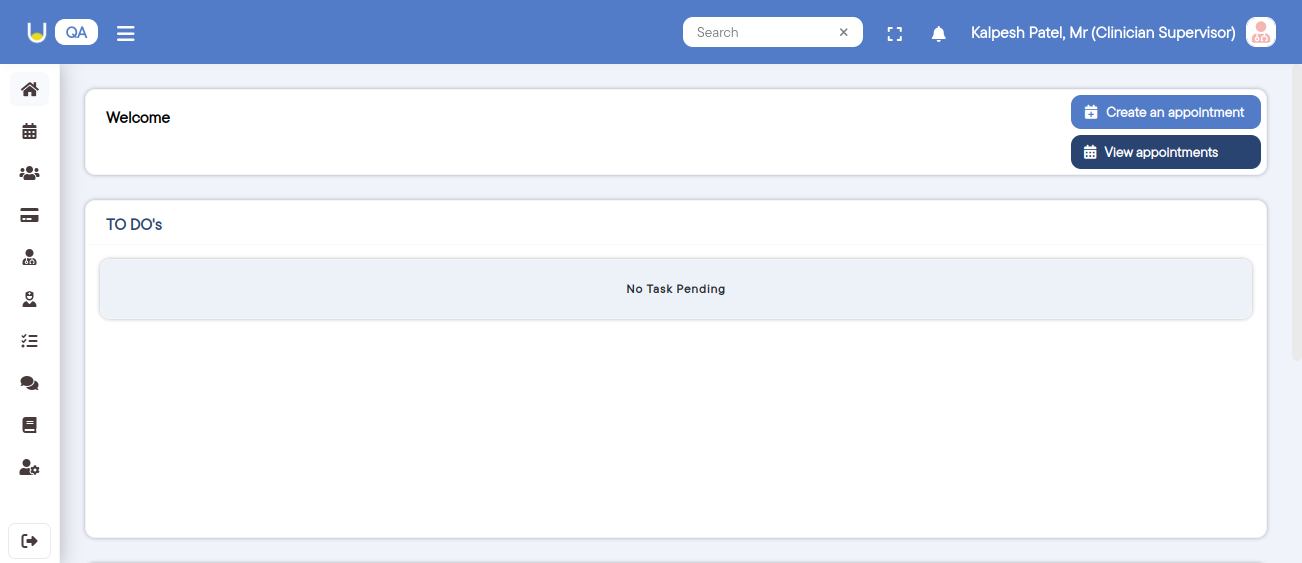 QA
Search
Kalpesh Patel, Mr (Clinician Supervisor)
Welcome
Create an appointment
View appointments
TO DO's
No Task Pending